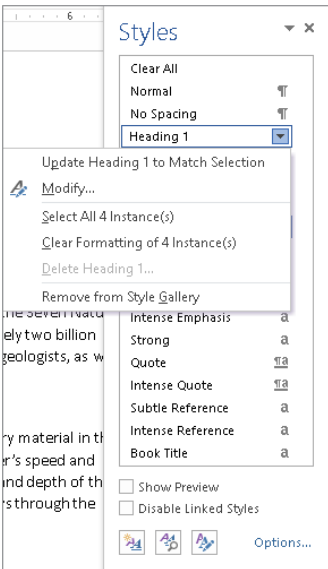 6
Styles
Clear All
Normal ¶
No Spacing ¶
Heading 1
Update Heading 1 to Match Selection
Modify...
Select All 4 Instance(s)
Clear Formatting of 4 Instance(s)
Delete Heading 1...
Remove from Style Gallery
the seven Natu
Intense Emphasis a
ely two billion
Strong a
geologists, as w
Quote ¶a
Intense Quote ¶a
Subtle Reference a
ry material in th
Intense Reference a
r's speed and
Book Title a
nd depth of th
Show Preview
s through the
Disable Linked Styles
Options...